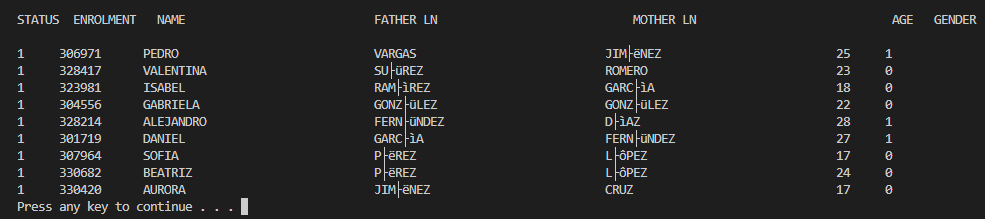 STATUS ENROLMENT NAME FATHER LN MOTHER LN AGE GENDER
1 306971 PEDRO VARGAS JIM├ëNEZ 25 1
1 328417 VALENTINA SU├üREZ ROMERO 23 0
1 323981 ISABEL RAM├ìREZ GARC├ìA 18 0
1 304556 GABRIELA GONZ├üLEZ GONZ├üLEZ 22 0
1 328214 ALEJANDRO FERN├üNDEZ D├ìAZ 28 1
1 301719 DANIEL GARC├ìA FERN├üNDEZ 27 1
1 307964 SOFIA P├ëREZ L├ôPEZ 17 0
1 330682 BEATRIZ P├ëREZ L├ôPEZ 24 0
1 330420 AURORA JIM├ëNEZ CRUZ 17 0
Press any key to continue . . .